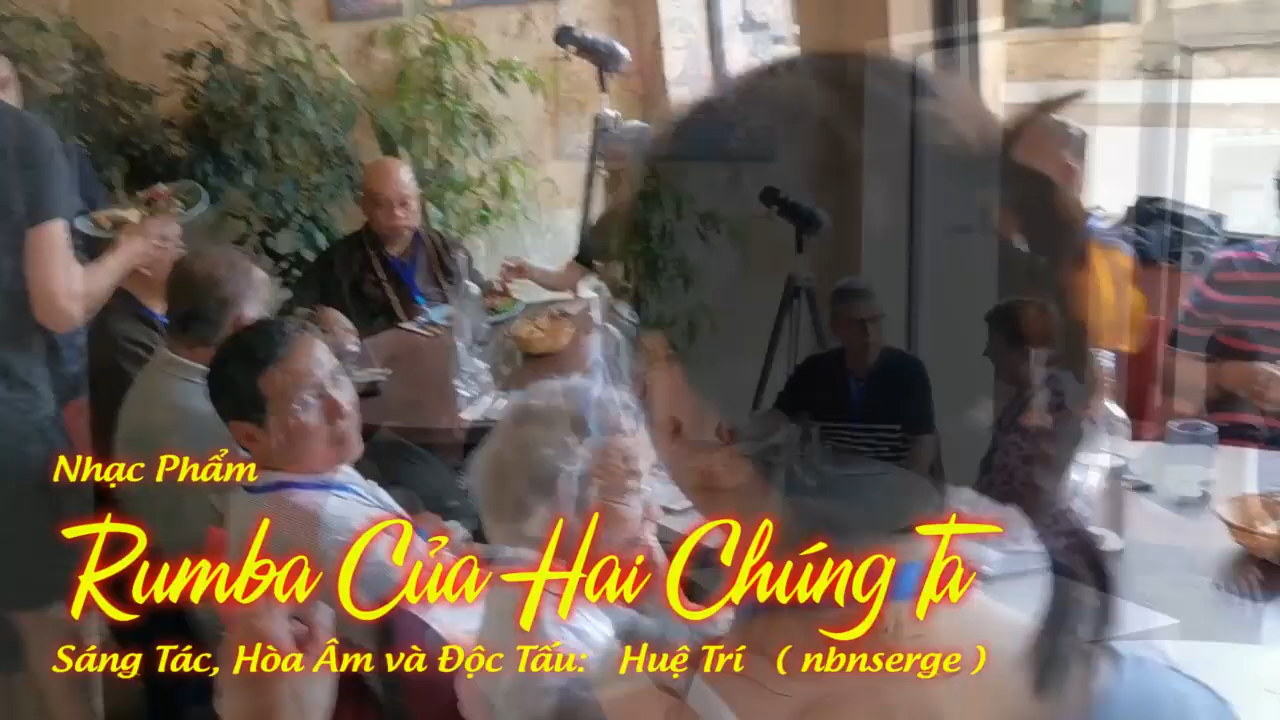 Nhạc Phẩm
Rumba Của Hai Chúng Ta
Sáng Tác, Hòa Âm và Độc Tấu: Huệ Trí ( nbnserge )